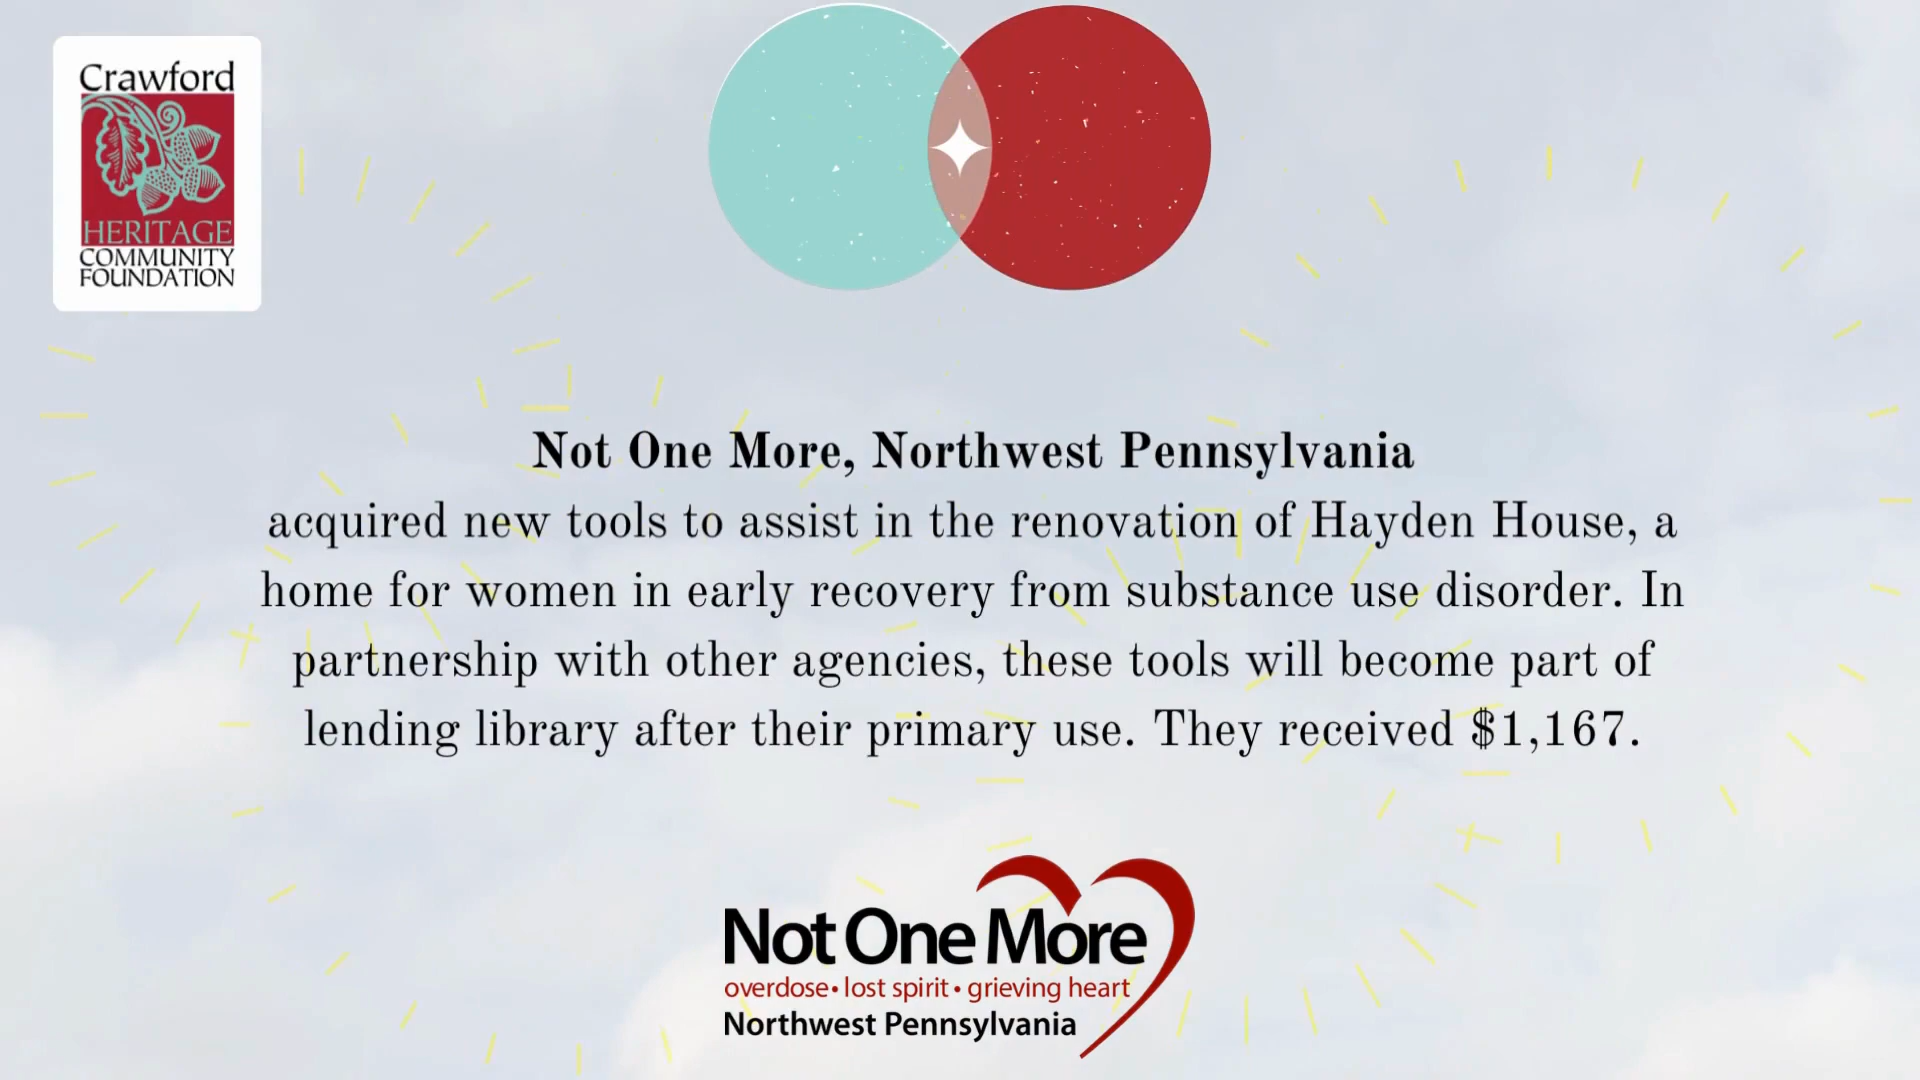 Crawford
HERITAGE
COMMUNITY
FOUNDATION
Not One More, Northwest Pennsylvania
acquired new tools to assist in the renovation of Hayden House, a
home for women in early recovery from substance use disorder. In
partnership with other agencies, these tools will become part of
lending library after their primary use. They received $1,167.
Not One More
overdose • lost spirit • grieving heart
Northwest Pennsylvania